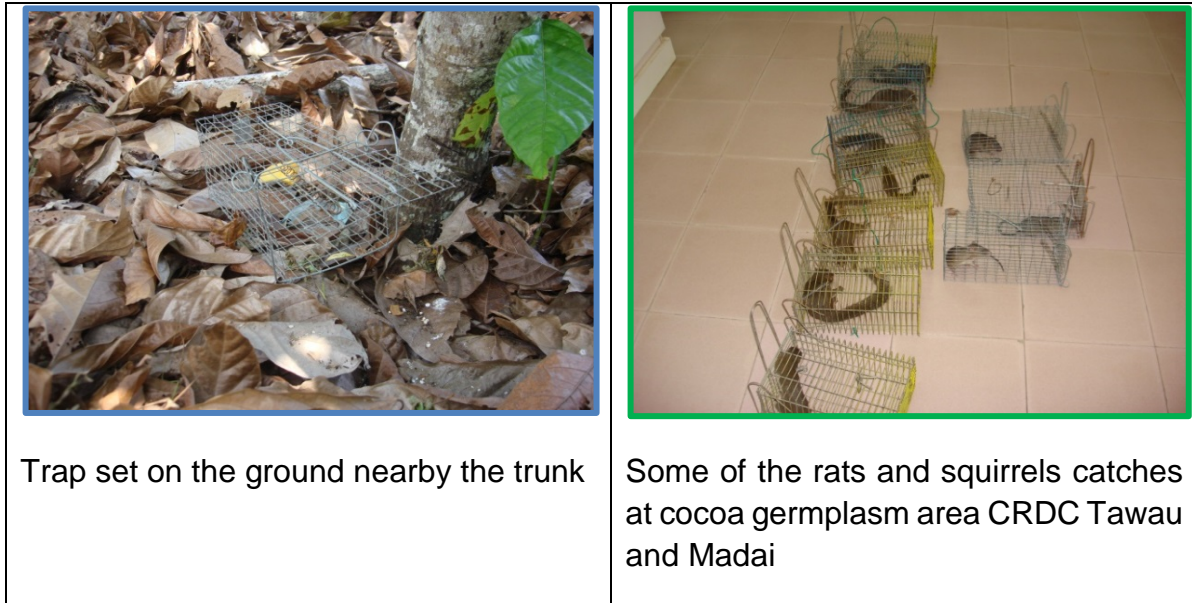 Trap set on the ground nearby the trunk
Some of the rats and squirrels catches
at cocoa germplasm area CRDC Tawau
and Madai